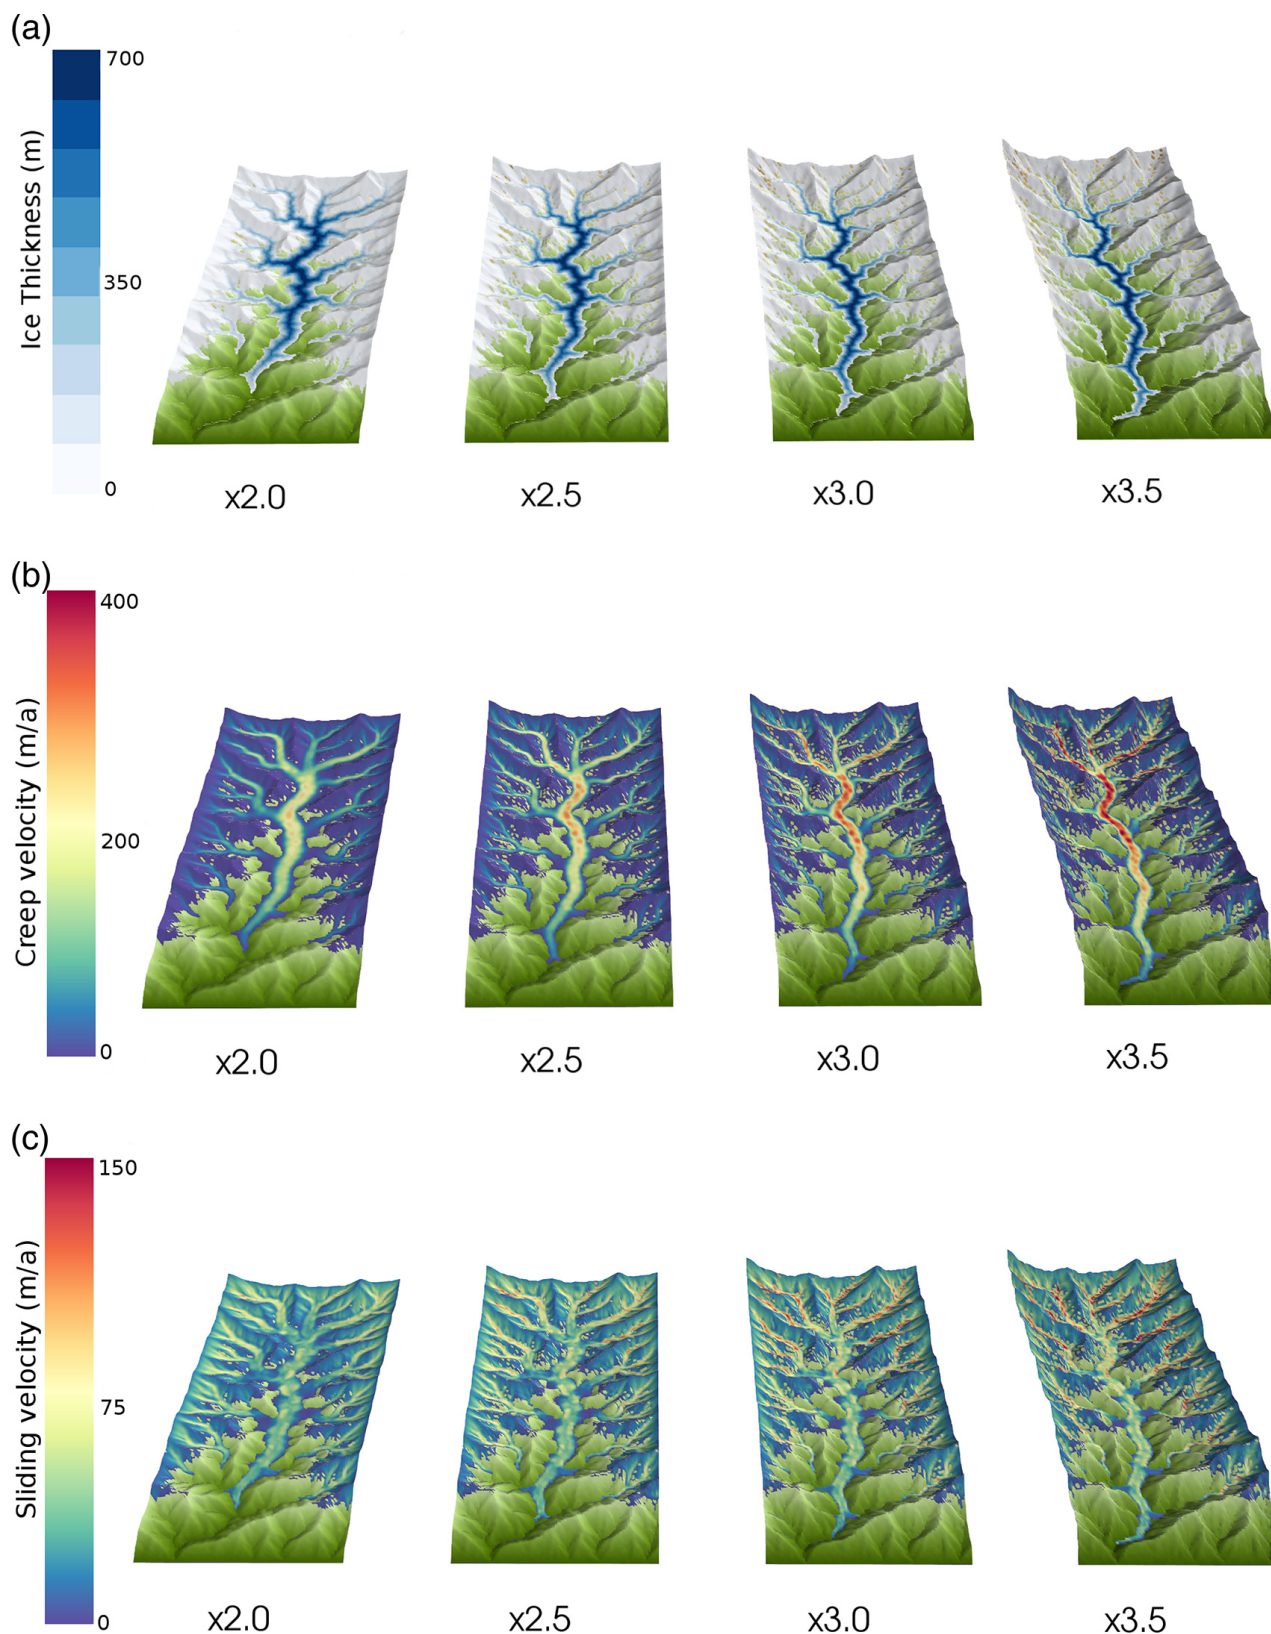 (a)
700
Ice Thickness (m)
350
0
x2.0
x2.5
x3.0
x3.5
(b)
400
Creep velocity (m/a)
200
0
x2.0
x2.5
x3.0
x3.5
(c)
150
Sliding velocity (m/a)
75
0
x2.0
x2.5
x3.0
x3.5